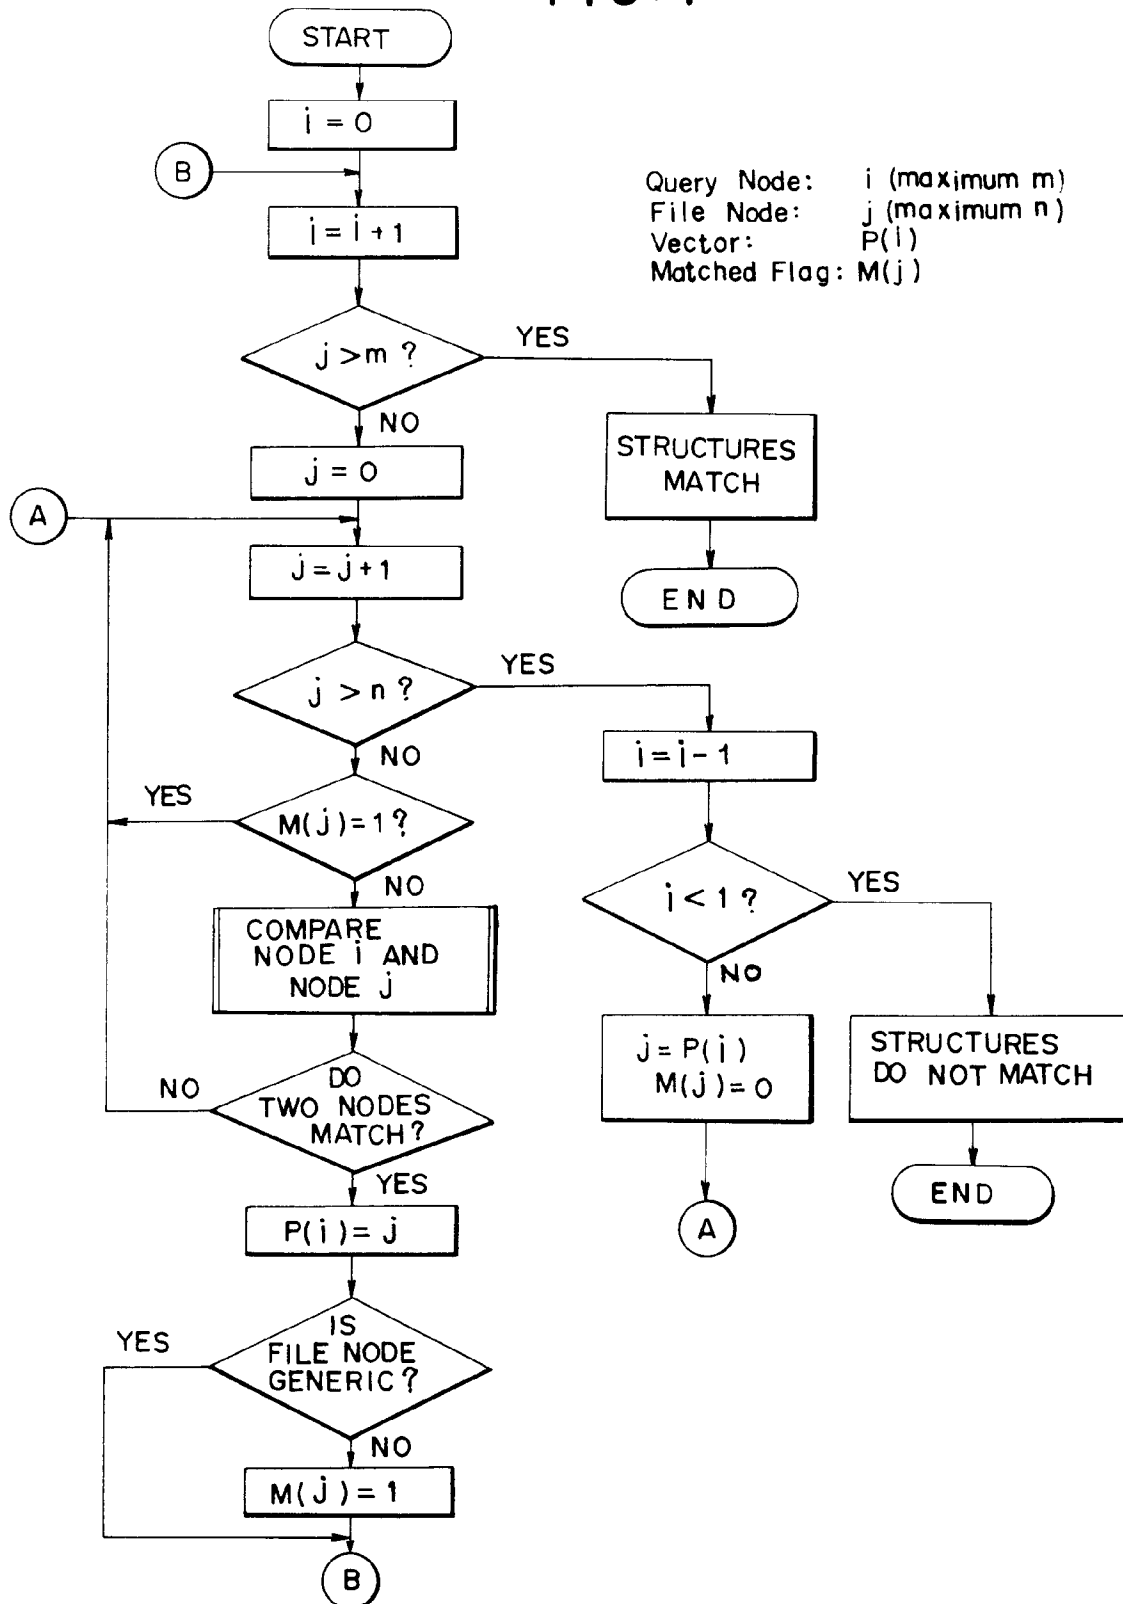 START
i = 0
B
i = i + 1
Query Node: i (maximum m)
File Node: j (maximum n)
Vector: P(i)
Matched Flag: M(j)
j > m ?
YES
NO
STRUCTURES
MATCH
j = 0
A
j = j + 1
END
j > n ?
YES
NO
i = i - 1
YES
M(j) = 1 ?
NO
i < 1 ?
YES
NO
COMPARE
NODE i AND
NODE j
j = P(i)
M(j) = 0
STRUCTURES
DO NOT MATCH
NO
DO
TWO NODES
MATCH ?
YES
END
P(i) = j
A
YES
IS
FILE NODE
GENERIC ?
NO
M(j) = 1
B